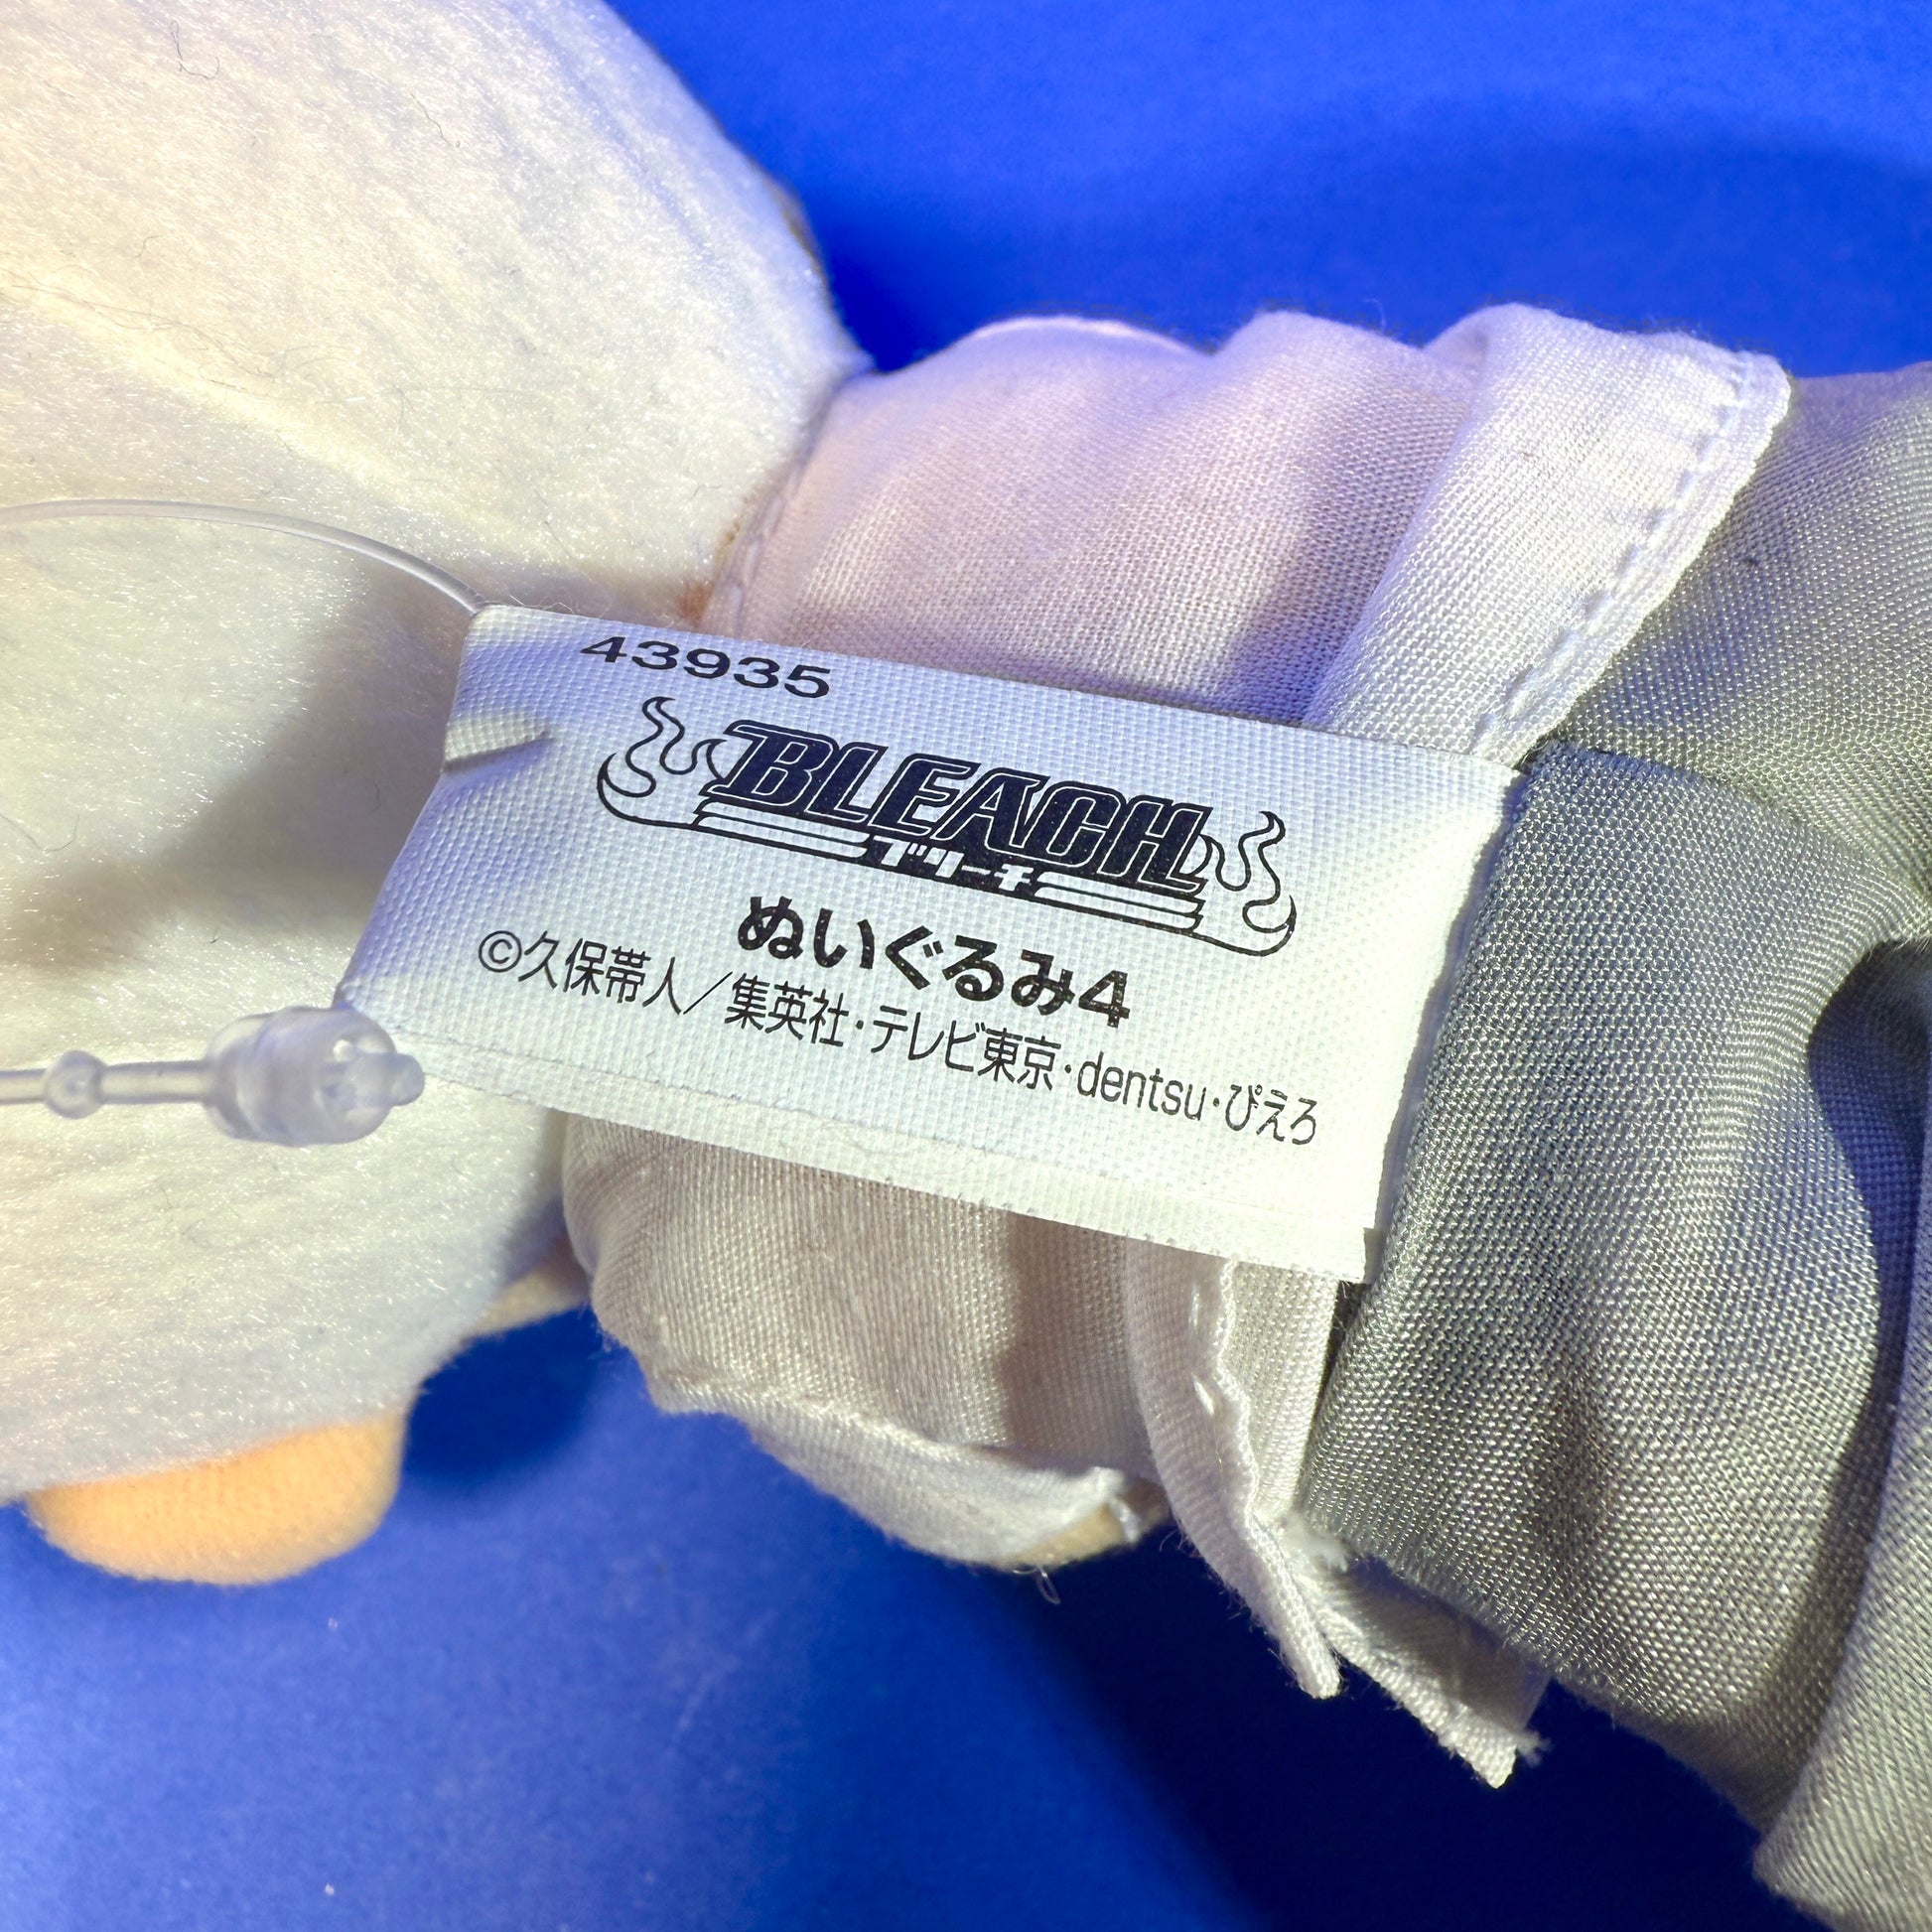 43935
BLEACH
ブリーチ
ぬいぐるみ4
©久保帯人/集英社・テレビ東京・dentsu・ぴえろ